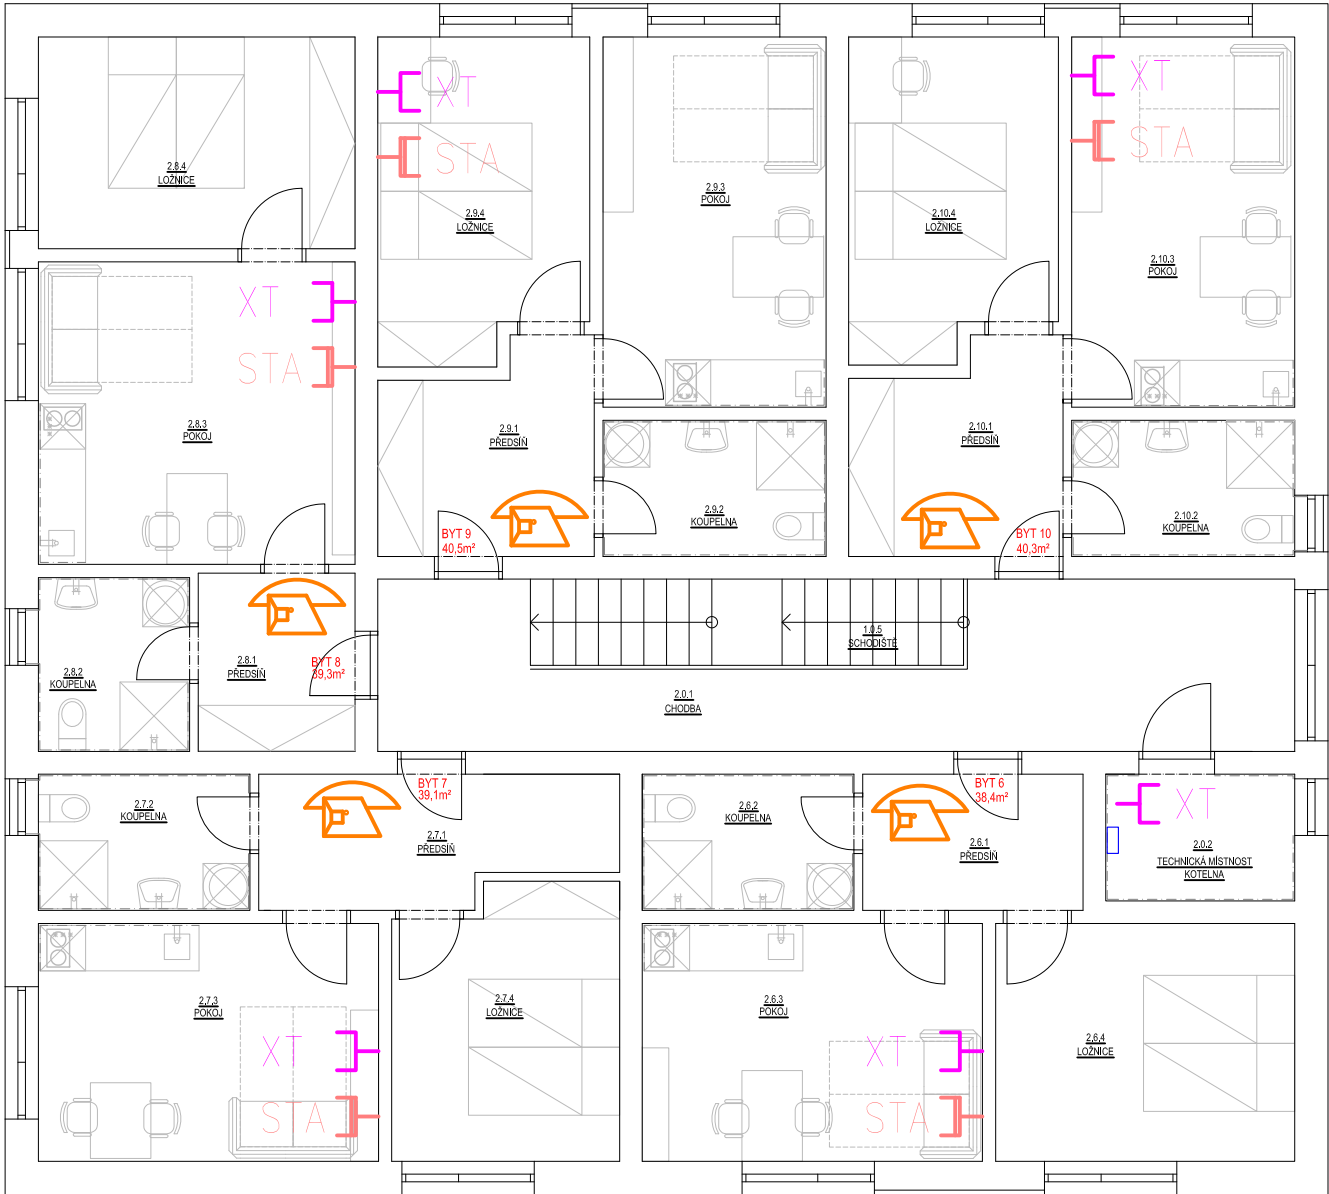 XT
STA
2.8.4
LOŽNICE
2.9.4
LOŽNICE
2.9.3
POKOJ
2.10.4
LOŽNICE
XT
STA
2.10.3
POKOJ
XT
STA
2.8.3
POKOJ
2.9.1
PŘEDSÍŇ
2.10.1
PŘEDSÍŇ
BYT 9
40,5m²
2.9.2
KOUPELNA
BYT 10
40,3m²
2.10.2
KOUPELNA
1.0.5
SCHODIŠTĚ
2.8.2
KOUPELNA
2.8.1
PŘEDSÍŇ
BYT 8
39,3m²
2.0.1
CHODBA
2.7.2
KOUPELNA
BYT 7
39,1m²
2.7.1
PŘEDSÍŇ
2.6.2
KOUPELNA
BYT 6
38,4m²
2.6.1
PŘEDSÍŇ
XT
2.0.2
TECHNICKÁ MÍSTNOST
KOTELNA
2.7.3
POKOJ
XT
STA
2.7.4
LOŽNICE
2.6.3
POKOJ
XT
STA
2.6.4
LOŽNICE